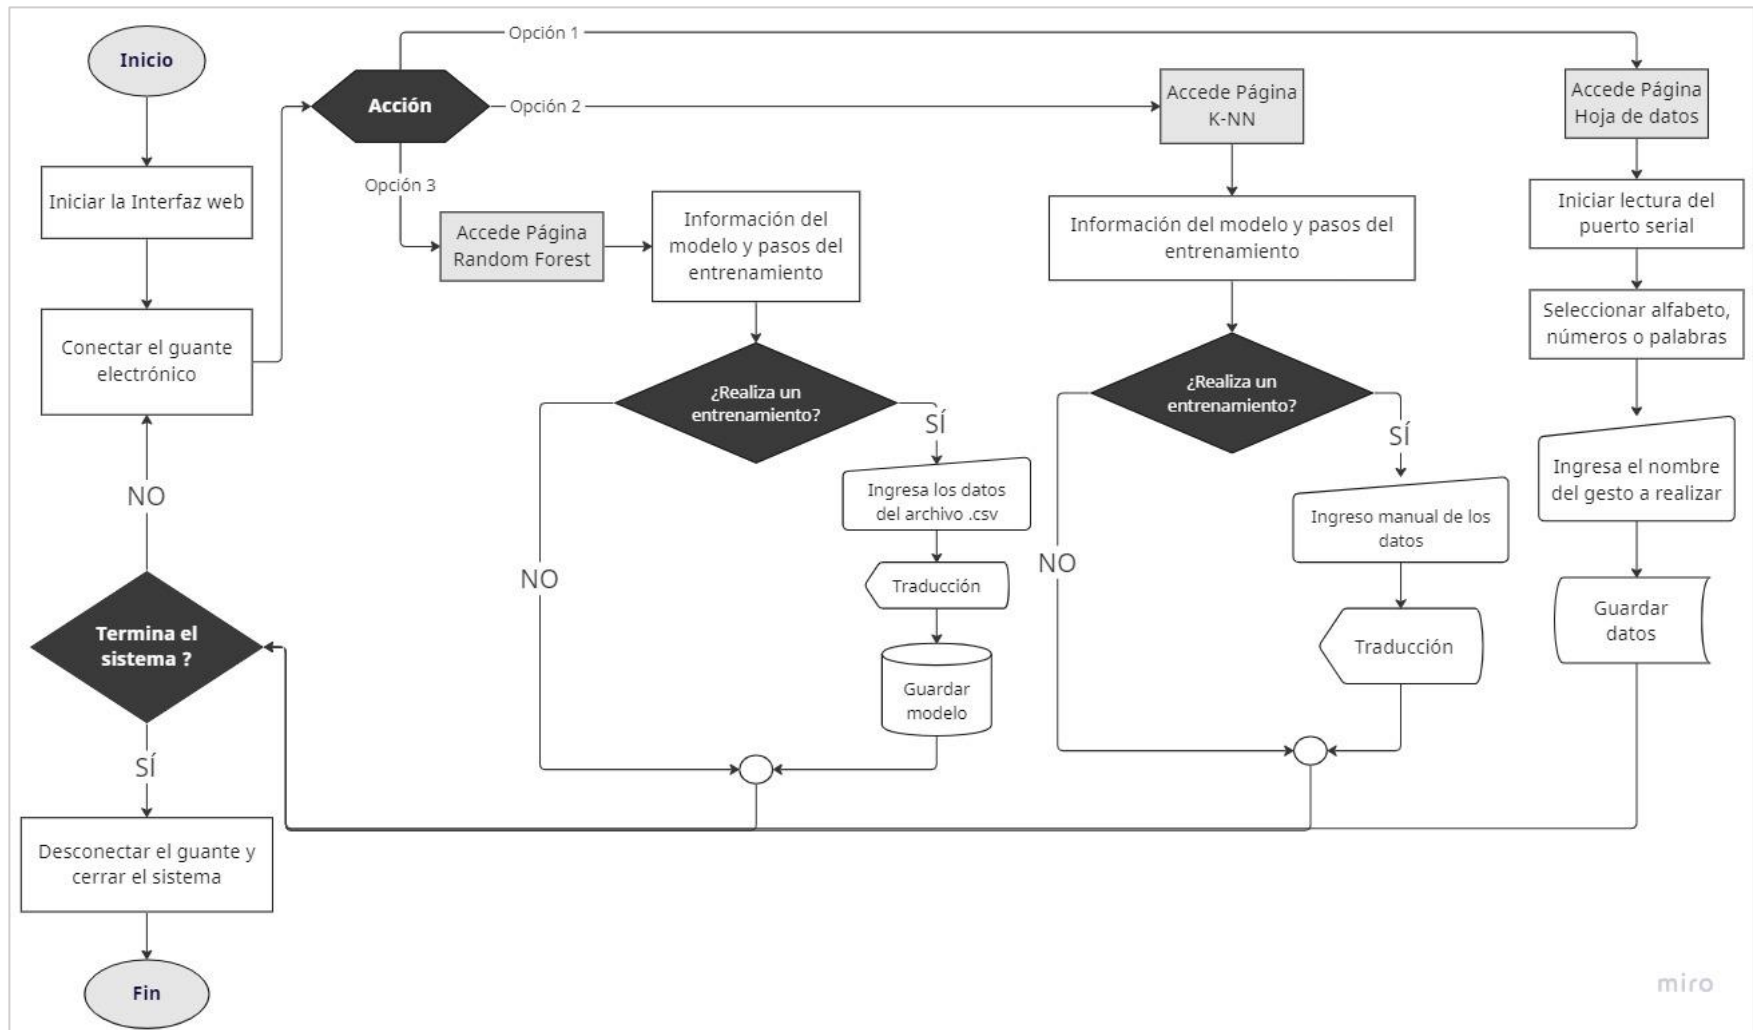 Inicio
Iniciar la Interfaz web
Conectar el guante
electrónico
NO
Termina el
sistema ?
SÍ
Desconectar el guante y
cerrar el sistema
Fin
Acción
Opción 1
Opción 2
Opción 3
Accede Página
Random Forest
Información del
modelo y pasos del
entrenamiento
¿Realiza un
entrenamiento?
NO
SÍ
Ingresa los datos
del archivo .csv
Traducción
Guardar
modelo
Accede Página
K-NN
Información del modelo y pasos del
entrenamiento
¿Realiza un
entrenamiento?
NO
SÍ
Ingreso manual de los
datos
Traducción
Accede Página
Hoja de datos
Iniciar lectura del
puerto serial
Seleccionar alfabeto,
números o palabras
Ingresa el nombre
del gesto a realizar
Guardar
datos
miro